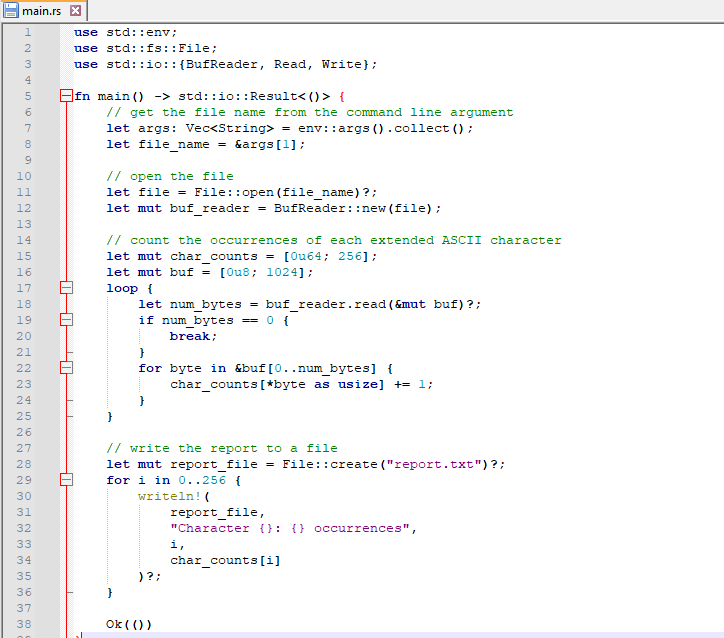 main.rs
1 use std::env;
2 use std::fs::File;
3 use std::io::{BufReader, Read, Write};
4
5 fn main() -> std::io::Result<()> {
6     // get the file name from the command line argument
7     let args: Vec<String> = env::args().collect();
8     let file_name = &args[1];
9
10     // open the file
11     let file = File::open(file_name)?;
12     let mut buf_reader = BufReader::new(file);
13
14     // count the occurrences of each extended ASCII character
15     let mut char_counts = [0u64; 256];
16     let mut buf = [0u8; 1024];
17     loop {
18         let num_bytes = buf_reader.read(&mut buf)?;
19         if num_bytes == 0 {
20             break;
21         }
22         for byte in &buf[0..num_bytes] {
23             char_counts[*byte as usize] += 1;
24         }
25     }
26
27     // write the report to a file
28     let mut report_file = File::create("report.txt")?;
29     for i in 0..256 {
30         writeln!(
31             report_file,
32             "Character {}: {} occurrences",
33             i,
34             char_counts[i]
35         )?;
36     }
37
38     Ok(())